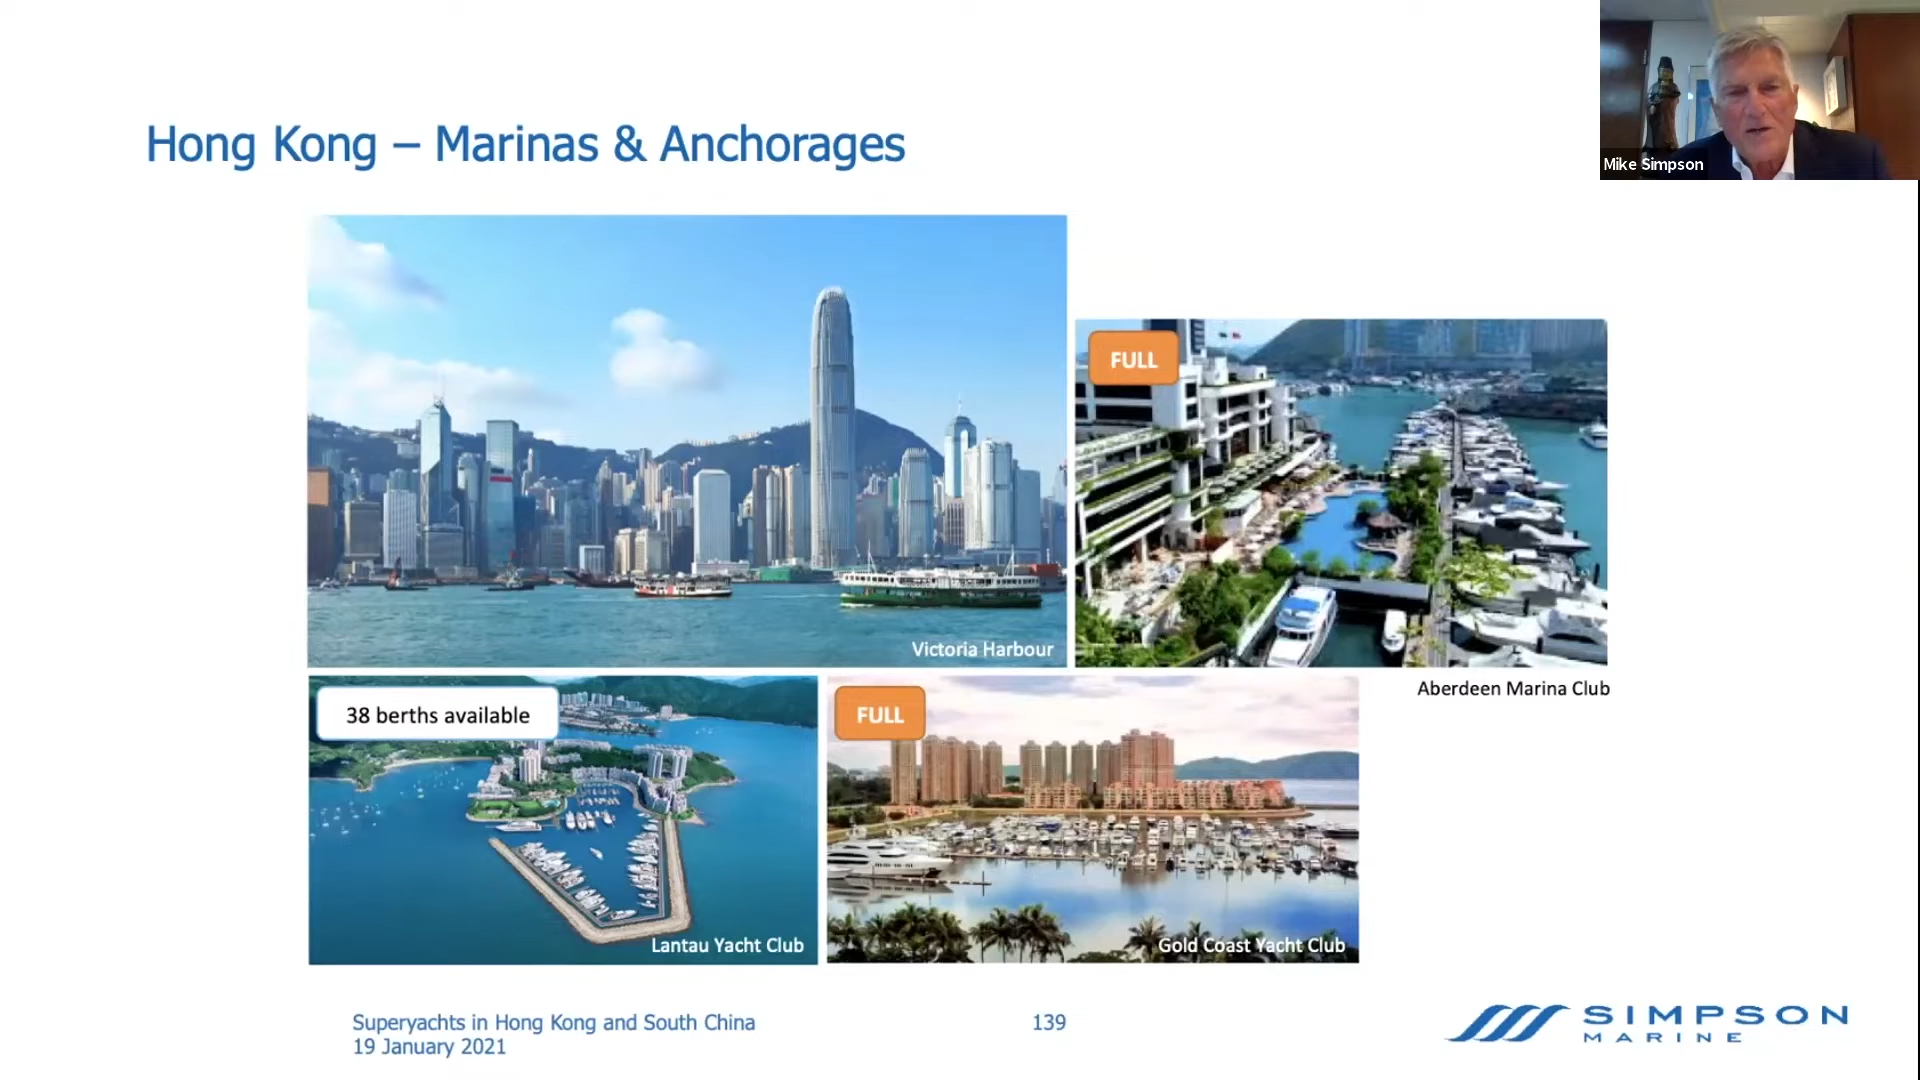 Mike Simpson
Hong Kong – Marinas & Anchorages
FULL
Victoria Harbour
Aberdeen Marina Club
38 berths available
FULL
Lantau Yacht Club
Gold Coast Yacht Club
Superyachts in Hong Kong and South China
19 January 2021
139
SIMPSON
MARINE